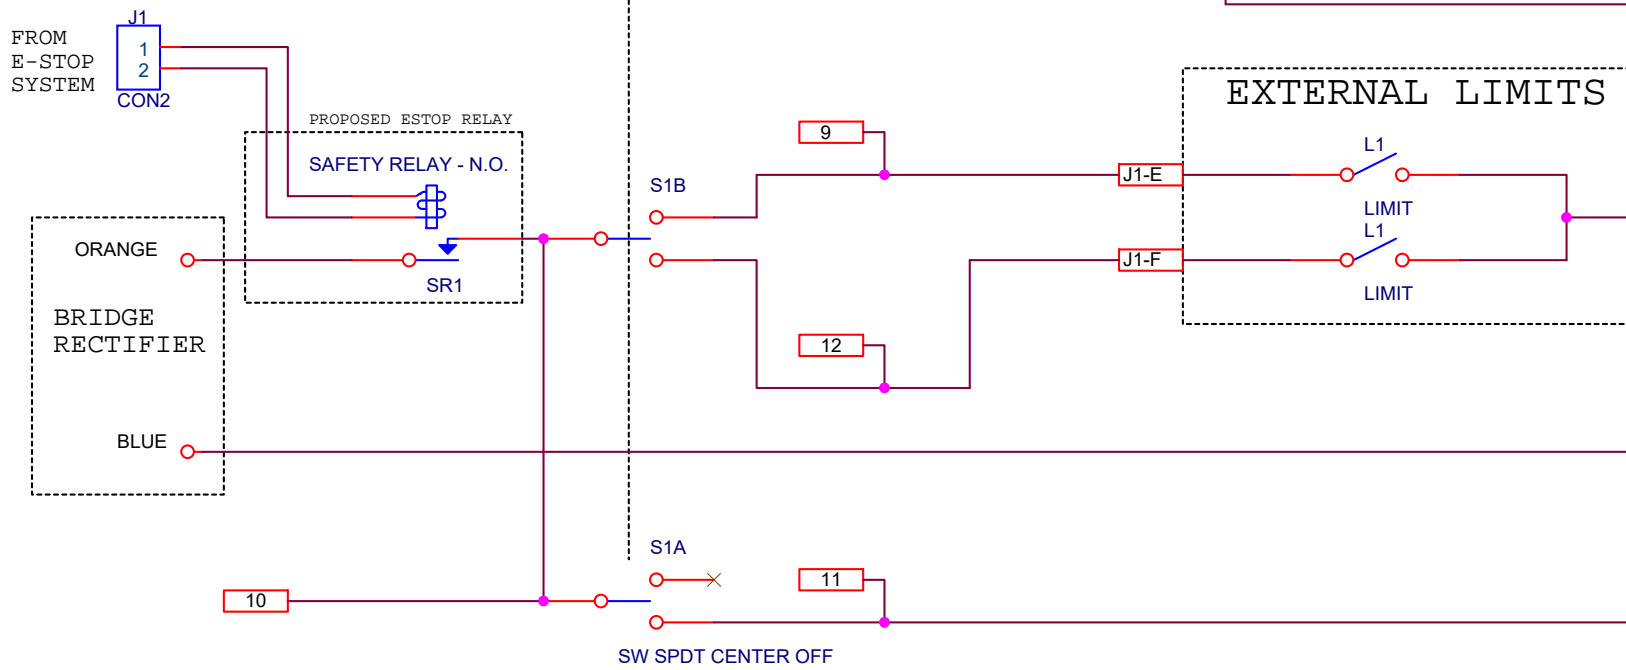 J1
FROM
E-STOP
SYSTEM
1
2
CON2
PROPOSED ESTOP RELAY
SAFETY RELAY - N.O.
SR1
ORANGE
BRIDGE
RECTIFIER
BLUE
10
S1B
9
12
J1-E
J1-F
EXTERNAL LIMITS
L1
LIMIT
L1
LIMIT
S1A
11
SW SPDT CENTER OFF